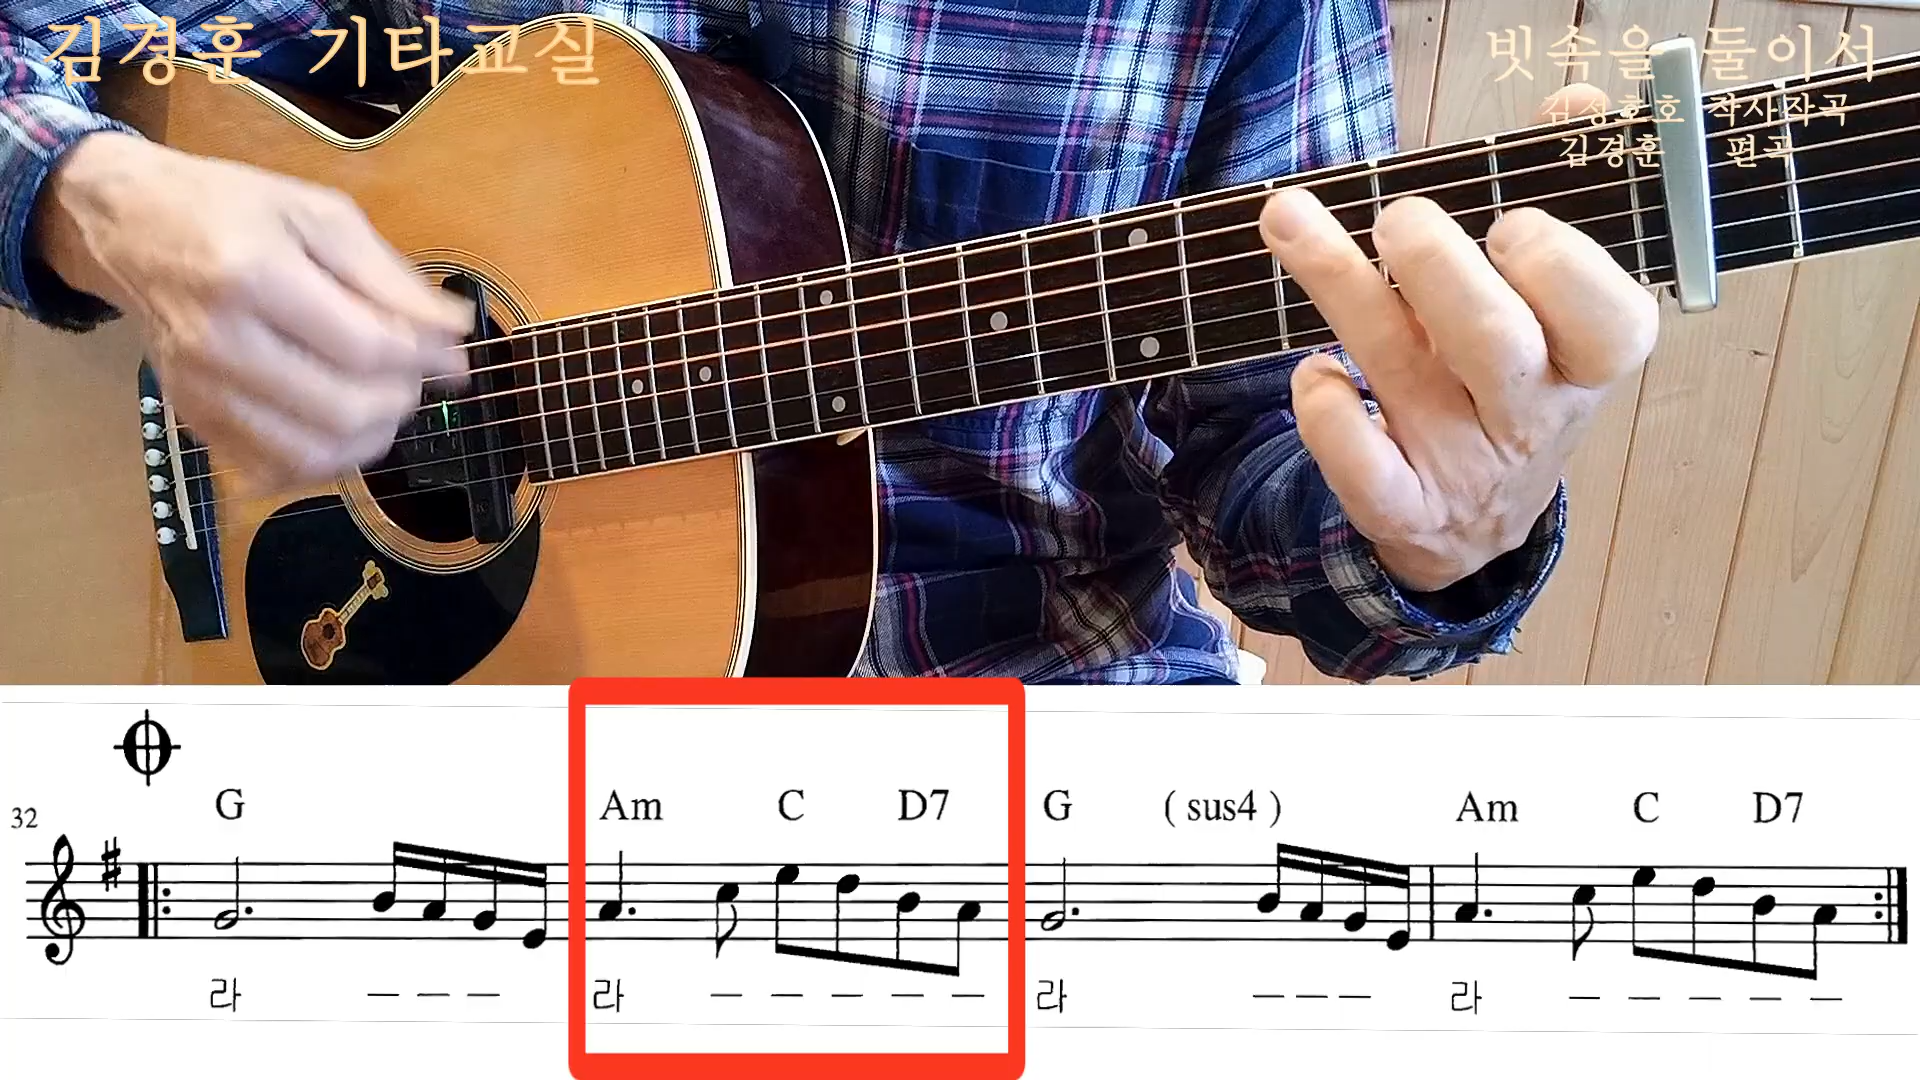 김경훈 기타교실
빗속을 둘이서
김정호 작사작곡
김경훈 편곡
32
G Am C D7 G ( sus4 ) Am C D7
라 — — — 라 — — — — — 라 — — — 라 — — — — —